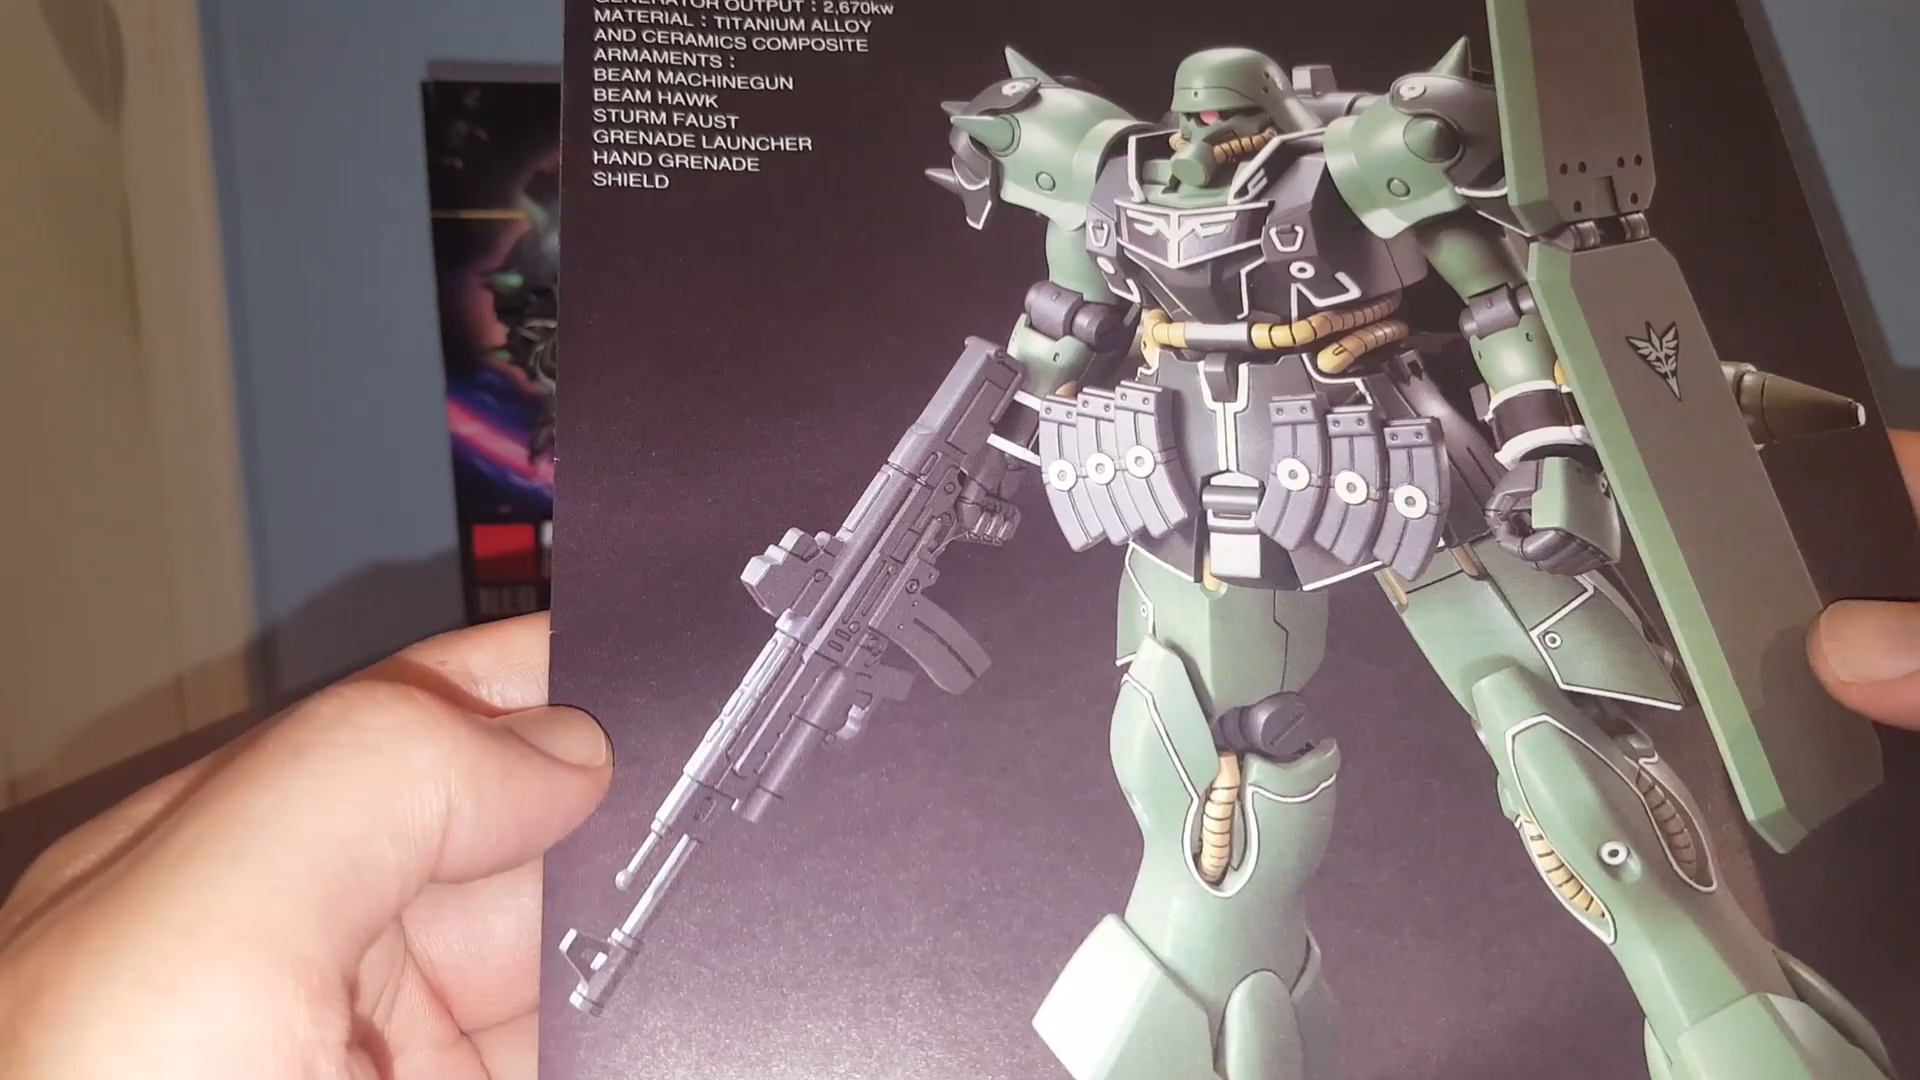 GENERATOR OUTPUT : 2,670kw
MATERIAL : TITANIUM ALLOY
AND CERAMICS COMPOSITE
ARMAMENTS :
BEAM MACHINEGUN
BEAM HAWK
STURM FAUST
GRENADE LAUNCHER
HAND GRENADE
SHIELD
NEO